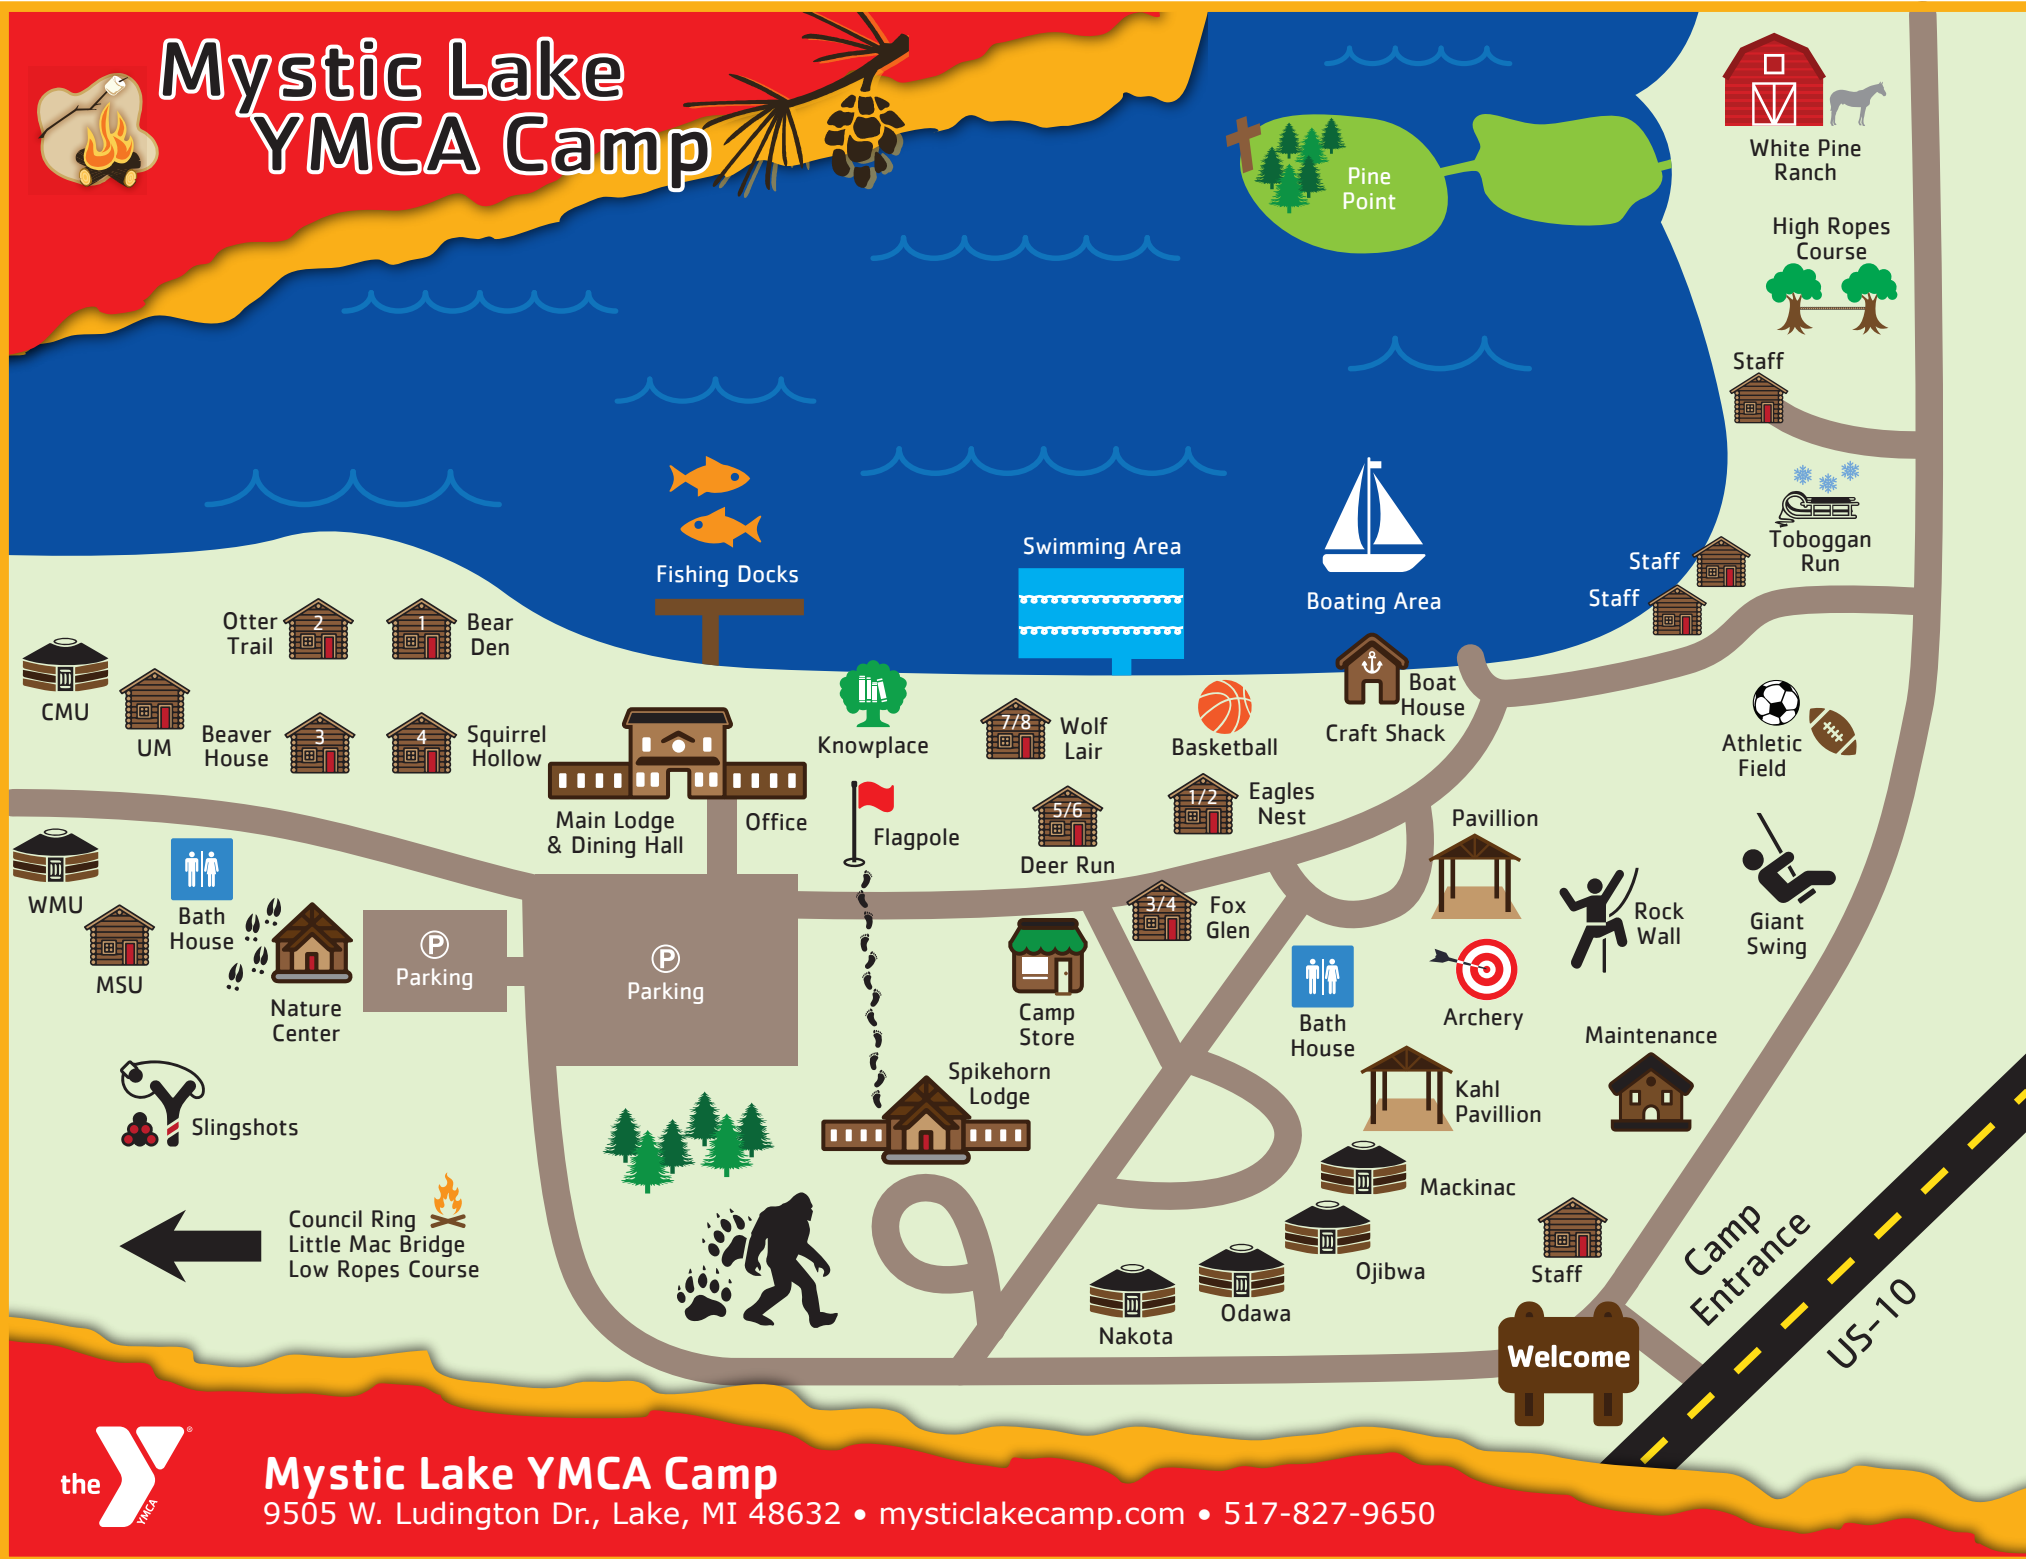 Mystic Lake
YMCA Camp
Pine
Point
White Pine
Ranch
High Ropes
Course
Staff
Toboggan
Run
Staff
Staff
Fishing Docks
Swimming Area
Boating Area
Otter
Trail
2
1
Bear
Den
CMU
UM
Beaver
House
3
4
Squirrel
Hollow
Main Lodge
& Dining Hall
Office
Knowplace
Flagpole
7/8
Wolf
Lair
5/6
Deer Run
Basketball
1/2
Eagles
Nest
Boat
House
Craft Shack
Athletic
Field
Pavillion
WMU
Bath
House
MSU
Nature
Center
P
Parking
P
Parking
3/4
Fox
Glen
Camp
Store
Rock
Wall
Giant
Swing
Bath
House
Archery
Maintenance
Spikehorn
Lodge
Kahl
Pavillion
Slingshots
Mackinac
Council Ring
Little Mac Bridge
Low Ropes Course
Ojibwa
Odawa
Nakota
Staff
Camp
Entrance
US-10
Welcome
the
YMCA
®
Mystic Lake YMCA Camp
9505 W. Ludington Dr., Lake, MI 48632 • mysticlakecamp.com • 517-827-9650